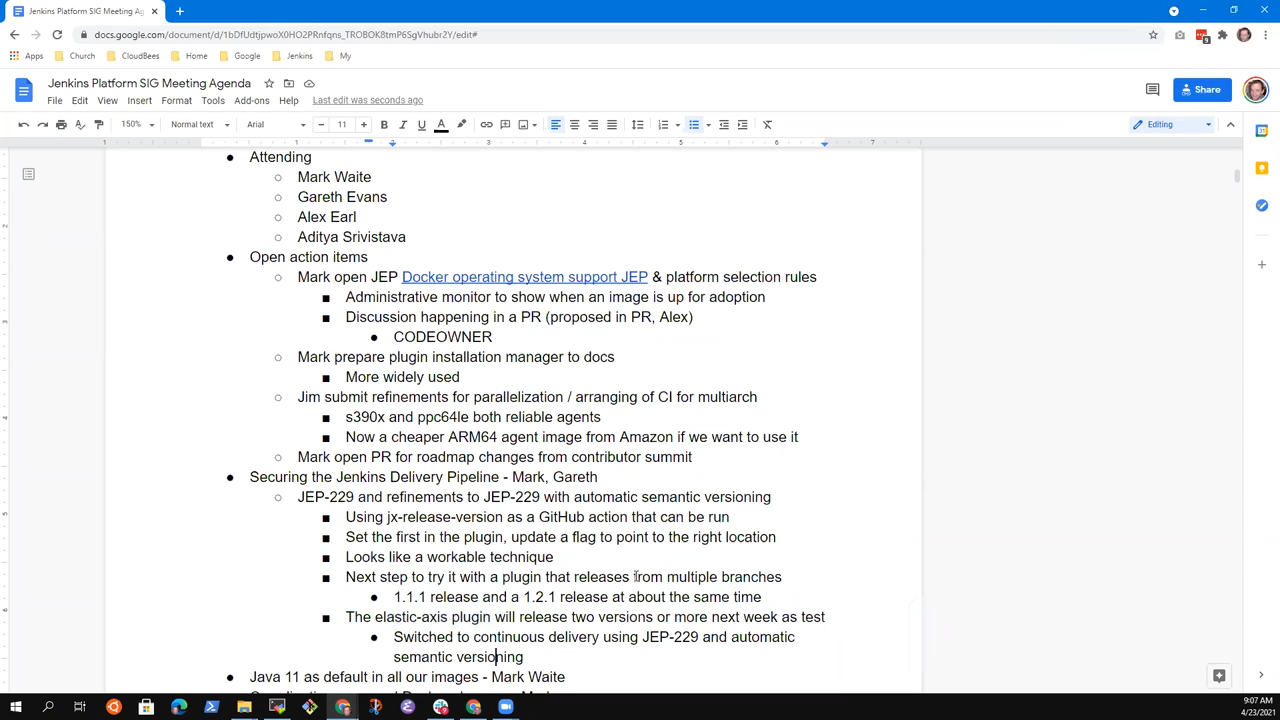 Jenkins Platform SIG Meeting Ag
docs.google.com/document/d/1bDfUdtjpwoX0HO2PRnfqns_TROBOK8tmP6SgVhubr2Y/edit#
Apps Church CloudBees Home Google Jenkins My
Jenkins Platform SIG Meeting Agenda
File Edit View Insert Format Tools Add-ons Help Last edit was seconds ago
Share
150% Normal text Arial 11 Editing
1 1 2 3 4 5 6 7
Attending
Mark Waite
Gareth Evans
Alex Earl
Aditya Srivistava
Open action items
Mark open JEP Docker operating system support JEP & platform selection rules
Administrative monitor to show when an image is up for adoption
Discussion happening in a PR (proposed in PR, Alex)
CODEOWNER
Mark prepare plugin installation manager to docs
More widely used
Jim submit refinements for parallelization / arranging of CI for multiarch
s390x and ppc64le both reliable agents
Now a cheaper ARM64 agent image from Amazon if we want to use it
Mark open PR for roadmap changes from contributor summit
Securing the Jenkins Delivery Pipeline - Mark, Gareth
JEP-229 and refinements to JEP-229 with automatic semantic versioning
Using jx-release-version as a GitHub action that can be run
Set the first in the plugin, update a flag to point to the right location
Looks like a workable technique
Next step to try it with a plugin that releases from multiple branches
1.1.1 release and a 1.2.1 release at about the same time
The elastic-axis plugin will release two versions or more next week as test
Switched to continuous delivery using JEP-229 and automatic
semantic versioning
Java 11 as default in all our images - Mark Waite
9:07 AM
4/23/2021